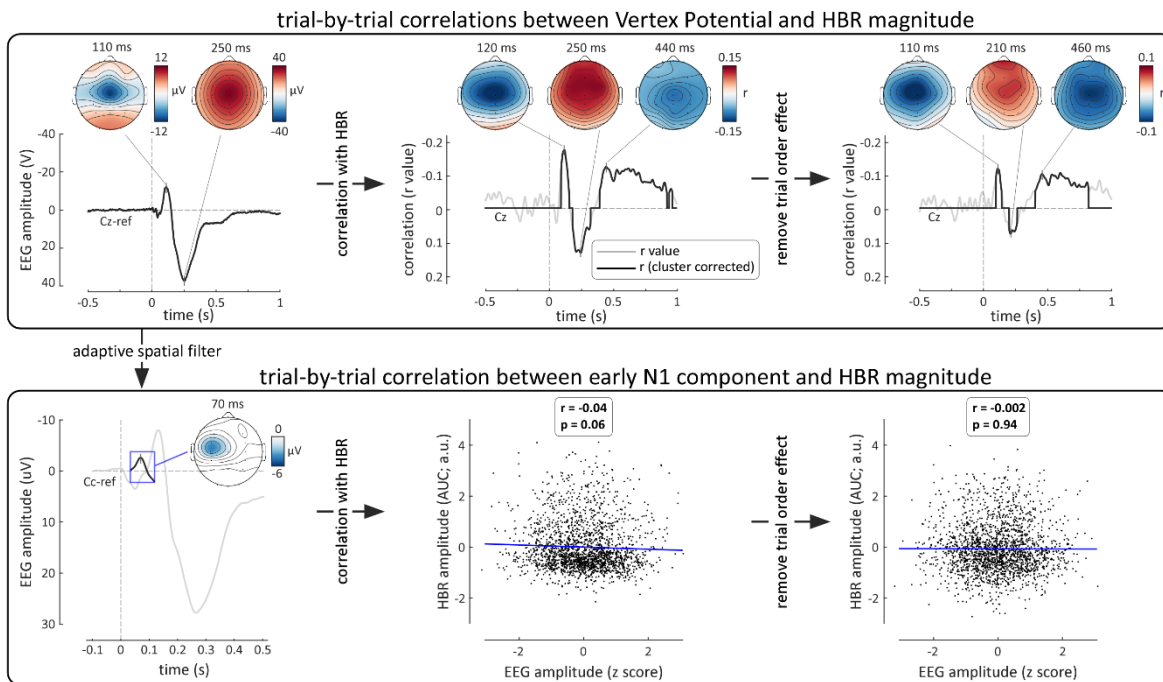 trial-by-trial correlations between Vertex Potential and HBR magnitude
110 ms
250 ms
12
μV
-12
40
μV
-40
EEG amplitude (V)
-40
-20
0
20
40
Cz-ref
-0.5
0
0.5
1
time (s)
correlation with HBR
120 ms
250 ms
440 ms
0.15
r
-0.15
correlation (r value)
-0.2
-0.1
0
0.1
0.2
Cz
r value
r (cluster corrected)
-0.5
0
0.5
1
time (s)
remove trial order effect
110 ms
210 ms
460 ms
0.1
r
-0.1
correlation (r value)
-0.2
-0.1
0
0.1
0.2
Cz
-0.5
0
0.5
1
time (s)
adaptive spatial filter
trial-by-trial correlation between early N1 component and HBR magnitude
70 ms
0
μV
-6
EEG amplitude (uV)
-10
0
10
20
30
Cc-ref
-0.1
0
0.1
0.2
0.3
0.4
0.5
time (s)
correlation with HBR
r = -0.04
p = 0.06
HBR amplitude (AUC; a.u.)
4
2
0
-2
-2
0
2
EEG amplitude (z score)
remove trial order effect
r = -0.002
p = 0.94
HBR amplitude (AUC; a.u.)
4
2
0
-2
-2
0
2
EEG amplitude (z score)